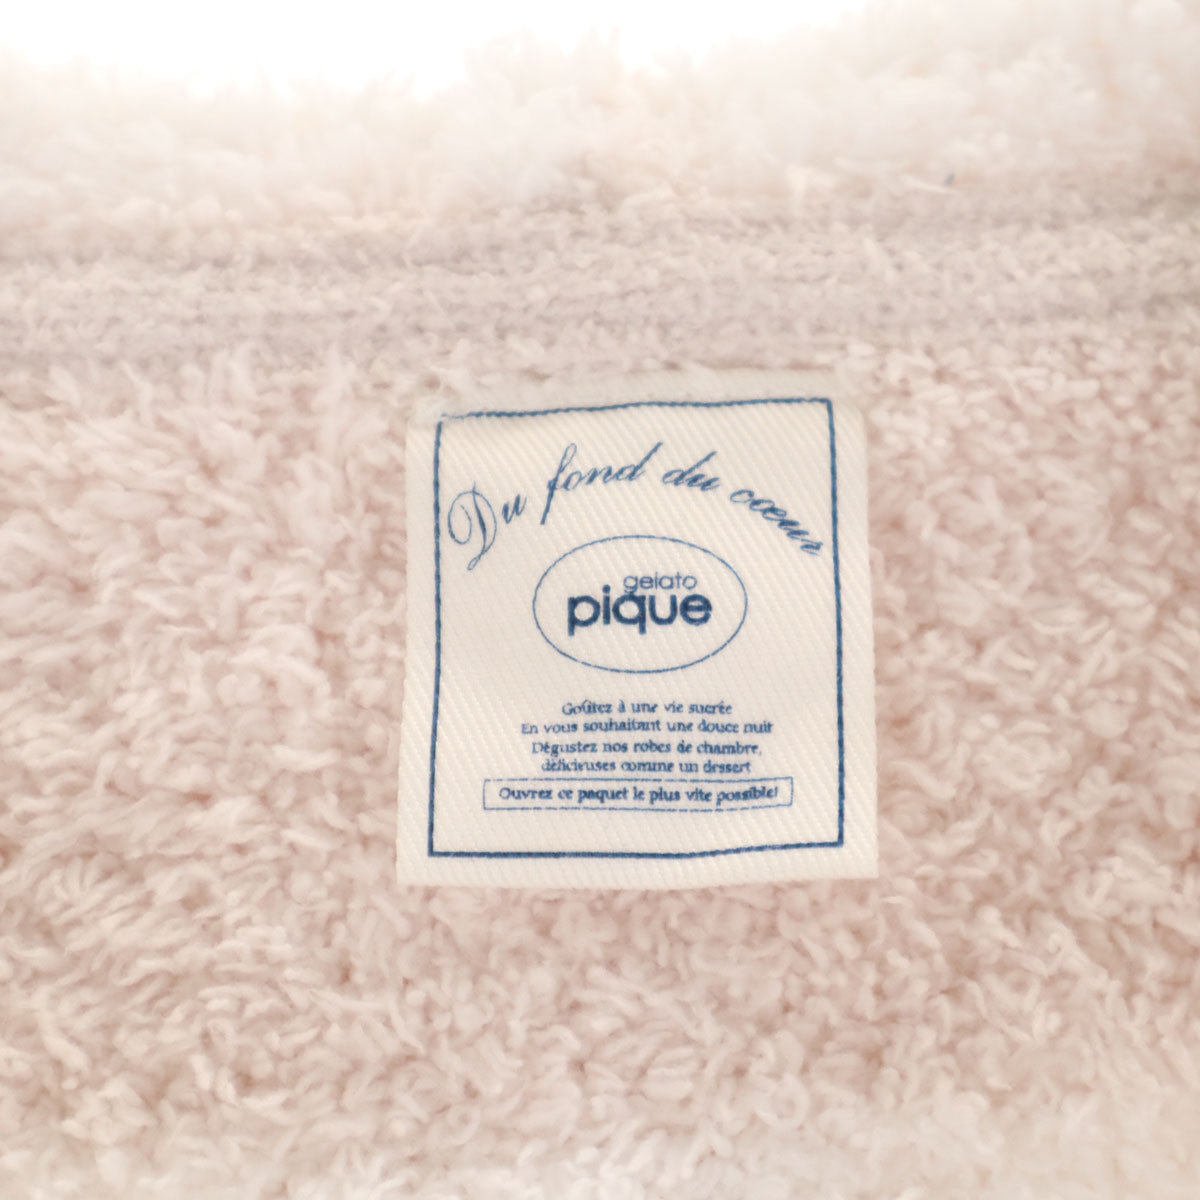 Du fond du cœur
gelato
pique
Goûtez à une vie sucrée
En vous souhaitant une douce nuit
Dégustez nos robes de chambre,
délicieuses comme un dessert
Ouvrez ce paquet le plus vite possible!